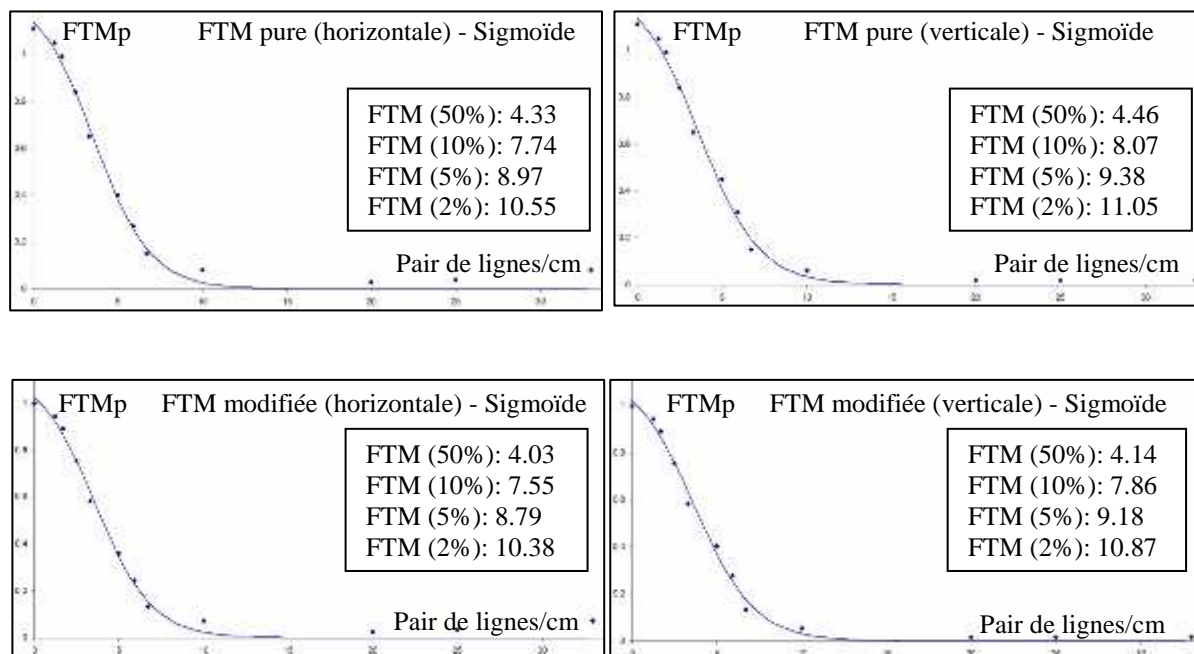 FTMp FTM pure (horizontale) - Sigmoïde
FTM (50%): 4.33
FTM (10%): 7.74
FTM (5%): 8.97
FTM (2%): 10.55
Pair de lignes/cm
FTMp FTM pure (verticale) - Sigmoïde
FTM (50%): 4.46
FTM (10%): 8.07
FTM (5%): 9.38
FTM (2%): 11.05
Pair de lignes/cm
FTMp FTM modifiée (horizontale) - Sigmoïde
FTM (50%): 4.03
FTM (10%): 7.55
FTM (5%): 8.79
FTM (2%): 10.38
Pair de lignes/cm
FTMp FTM modifiée (verticale) - Sigmoïde
FTM (50%): 4.14
FTM (10%): 7.86
FTM (5%): 9.18
FTM (2%): 10.87
Pair de lignes/cm